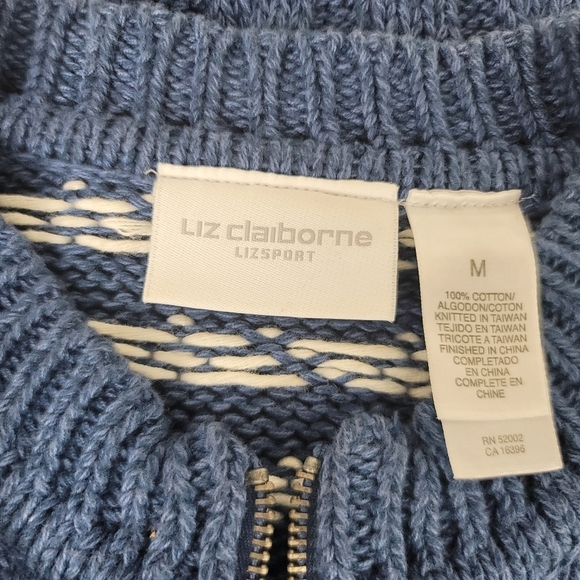 Liz claiborne
LIZSPORT
M
100% COTTON/
ALGODON/COTON
KNITTED IN TAIWAN
TEJIDO EN TAIWAN
TRICOTE A TAIWAN
FINISHED IN CHINA
COMPLETADO
EN CHINA
COMPLETE EN
CHINE
RN 52002
CA 16396